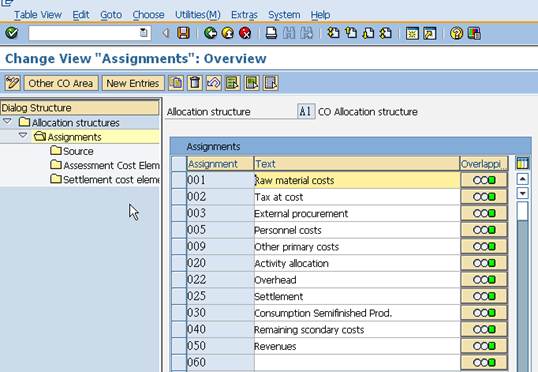 Table View Edit Goto Choose Utilities(M) Extras System Help
Change View "Assignments": Overview
Other CO Area New Entries
Dialog Structure
Allocation structures
Assignments
Source
Assessment Cost Elem
Settlement cost eleme
Allocation structure A1 CO Allocation structure
Assignments
Assignment Text Overlappi
001 Raw material costs
002 Tax at cost
003 External procurement
005 Personnel costs
009 Other primary costs
020 Activity allocation
022 Overhead
025 Settlement
030 Consumption Semifinished Prod.
040 Remaining scondary costs
050 Revenues
060